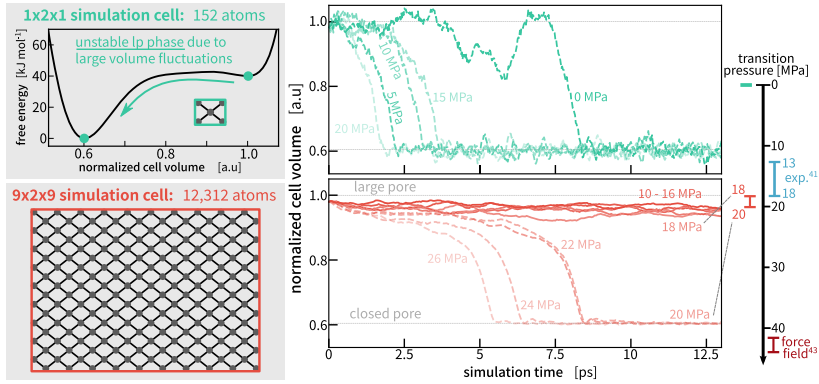 1x2x1 simulation cell: 152 atoms
unstable lp phase due to
large volume fluctuations
free energy [kJ mol-1]
60
40
20
0
0.6
0.8
1.0
normalized cell volume [a.u]
9x2x9 simulation cell: 12,312 atoms
normalized cell volume [a.u]
1.0
0.8
0.6
20 MPa
5 MPa
10 MPa
15 MPa
0 MPa
1.0
0.8
0.6
large pore
closed pore
10 - 16 MPa
18 MPa
26 MPa
24 MPa
22 MPa
20 MPa
0
2.5
5
7.5
10
12.5
simulation time [ps]
transition
pressure [MPa]
0
10
13
exp.41
18
18
20
20
30
40
force
field43